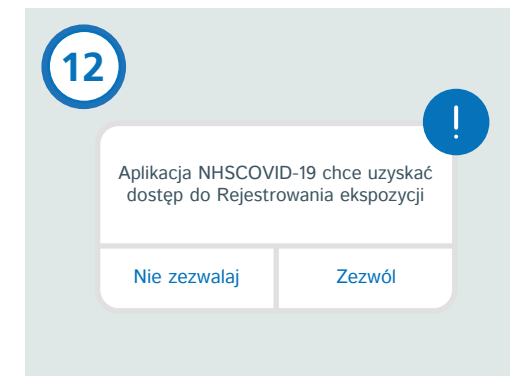 12
!
Aplikacja NHSCOVID-19 chce uzyskać
dostęp do Rejestrowania ekspozycji
Nie zezwalaj
Zezwól